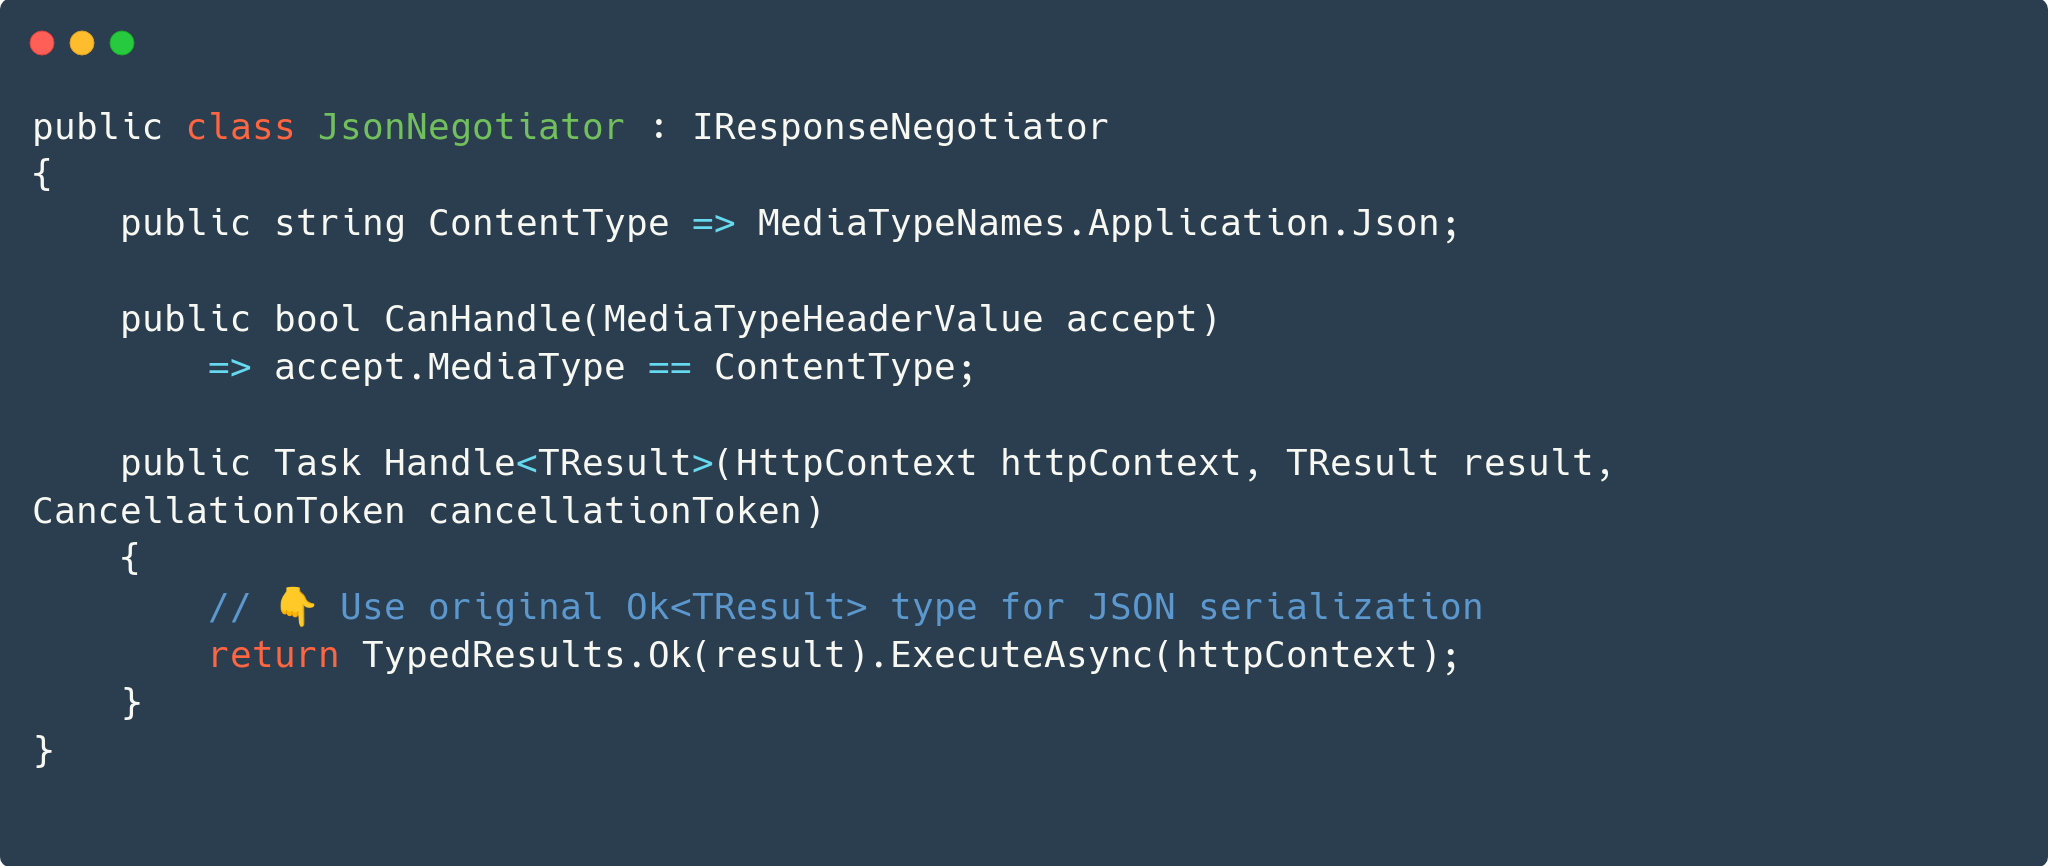 public class JsonNegotiator : IResponseNegotiator
{
    public string ContentType => MediaTypeNames.Application.Json;

    public bool CanHandle(MediaTypeHeaderValue accept)
        => accept.MediaType == ContentType;

    public Task Handle<TResult>(HttpContext httpContext, TResult result,
CancellationToken cancellationToken)
    {
        // 👇 Use original Ok<TResult> type for JSON serialization
        return TypedResults.Ok(result).ExecuteAsync(httpContext);
    }
}